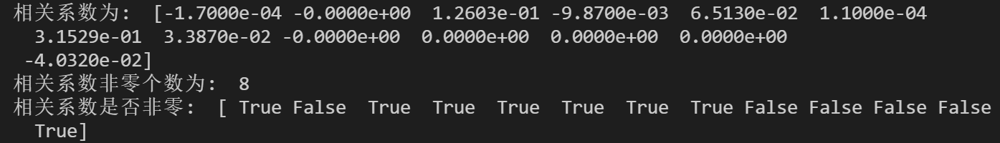 相关系数为: [-1.7000e-04 -0.0000e+00  1.2603e-01 -9.8700e-03  6.5130e-02  1.1000e-04
  3.1529e-01  3.3870e-02 -0.0000e+00  0.0000e+00  0.0000e+00  0.0000e+00
 -4.0320e-02]
相关系数非零个数为:  8
相关系数是否非零:  [ True False  True  True  True  True  True  True False False False False
  True]